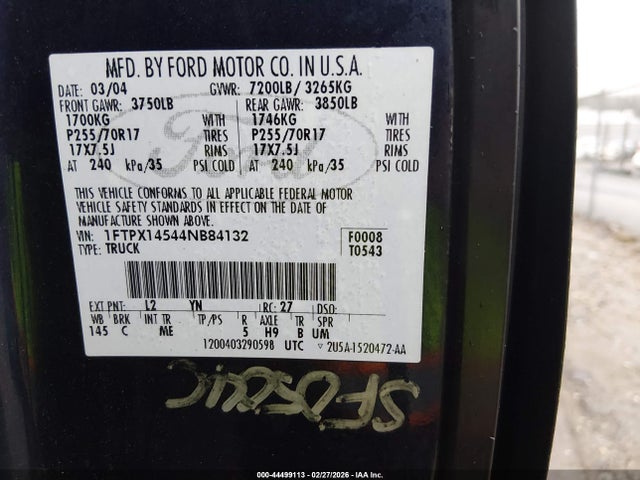 MFD. BY FORD MOTOR CO. IN U.S.A.
DATE: 03/04 GVWR: 7200LB/ 3265KG
FRONT GAWR: 3750LB REAR GAWR: 3850LB
1700KG WITH 1746KG WITH
P255/70R17 TIRES P255/70R17 TIRES
17X7.5J RIMS 17X7.5J RIMS
AT 240 kPa/35 PSI COLD AT 240 kPa/35 PSI COLD
Ford
THIS VEHICLE CONFORMS TO ALL APPLICABLE FEDERAL MOTOR
VEHICLE SAFETY STANDARDS IN EFFECT ON THE DATE OF
MANUFACTURE SHOWN ABOVE.
VIN: 1FTPX14544NB84132 F0008
TYPE: TRUCK T0543
EXT PNT: L2 YN RC: 27 DSO:
WB BRK INT TR TP/PS R AXLE TR SPR
145 C ME 5 H9 B UM
1200403290598 UTC ▽ 2U5A-1520472-AA
000-44499113 - 02/27/2026 - IAA Inc.